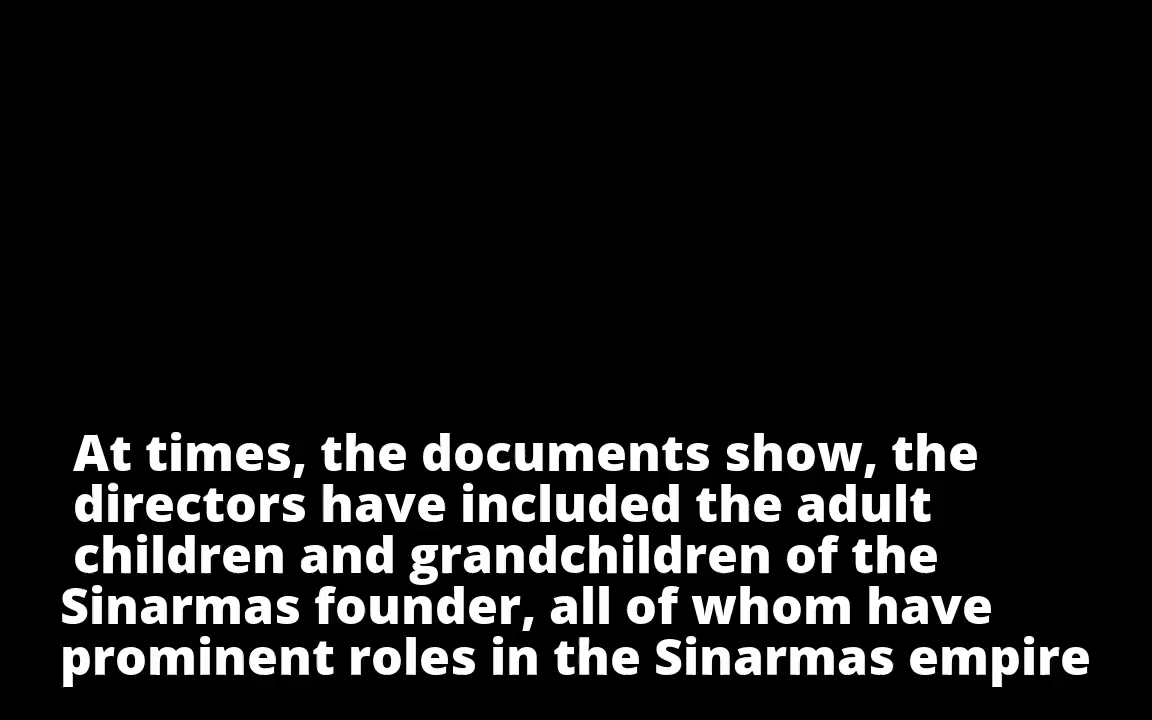 At times, the documents show, the
directors have included the adult
children and grandchildren of the
Sinarmas founder, all of whom have
prominent roles in the Sinarmas empire